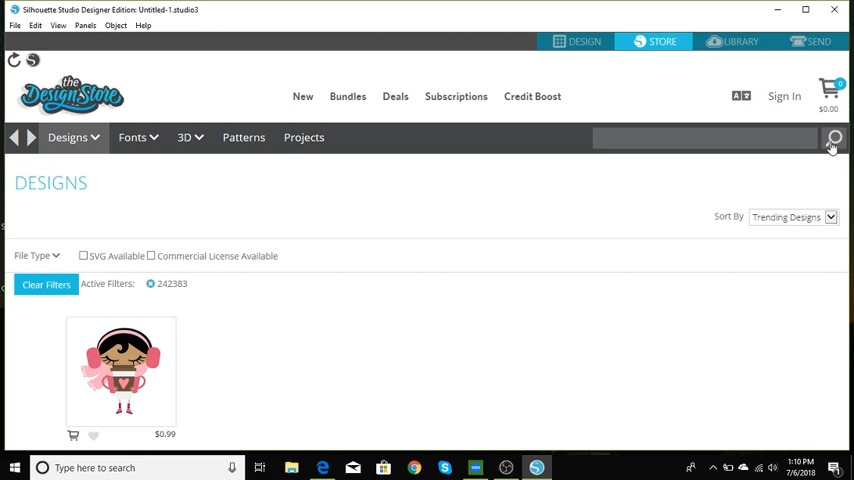 Silhouette Studio Designer Edition: Untitled-1.studio3
File Edit View Panels Object Help
DESIGN STORE LIBRARY SEND
the Design Store
New Bundles Deals Subscriptions Credit Boost Sign In 0
$0.00
Designs Fonts 3D Patterns Projects
DESIGNS
Sort By Trending Designs
File Type SVG Available Commercial License Available
Clear Filters Active Filters: 242383
$0.99
Type here to search
1:10 PM
7/6/2018